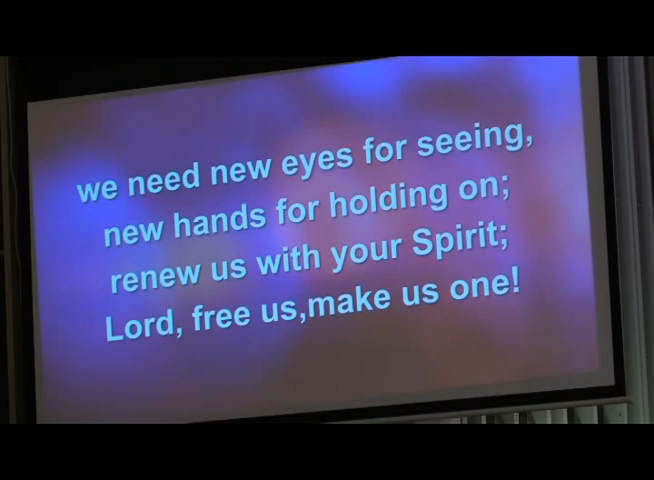 we need new eyes for seeing,
new hands for holding on;
renew us with your Spirit;
Lord, free us,make us one!